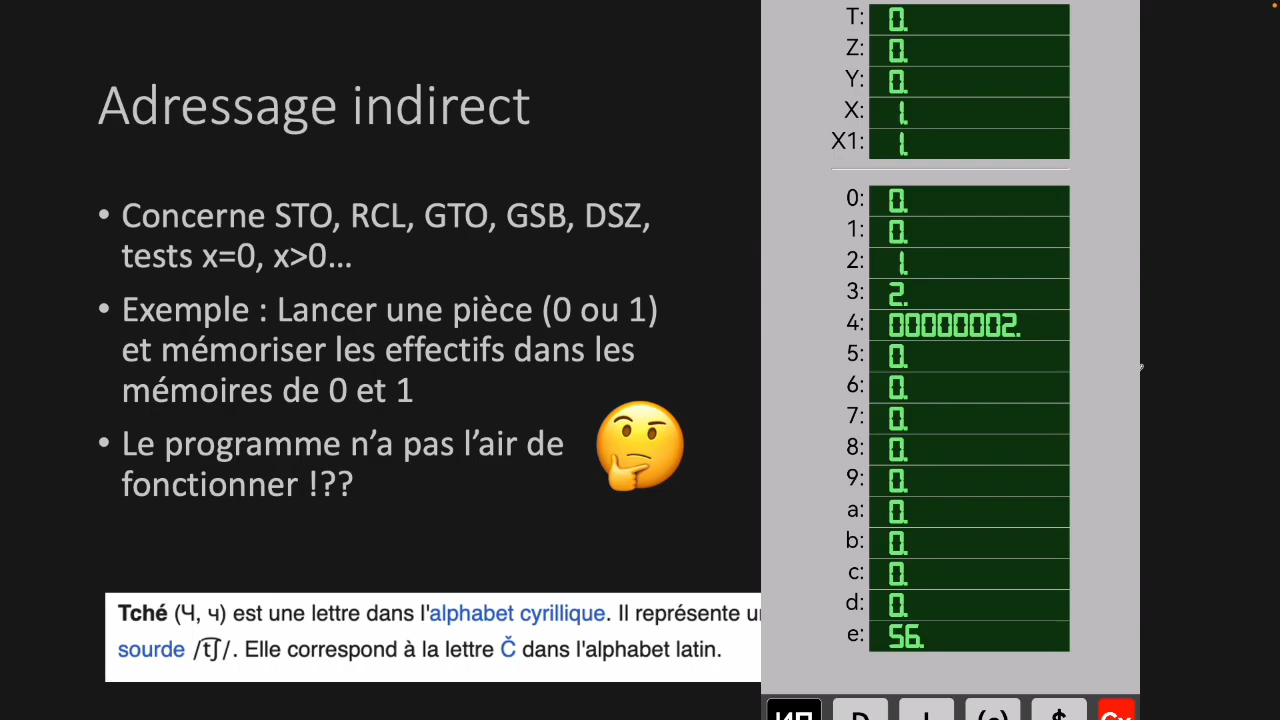 Adressage indirect
• Concerne STO, RCL, GTO, GSB, DSZ,
tests x=0, x>0...
• Exemple : Lancer une pièce (0 ou 1)
et mémoriser les effectifs dans les
mémoires de 0 et 1
• Le programme n'a pas l'air de
fonctionner !??
Tché (Ч, ч) est une lettre dans l'alphabet cyrillique. Il représente
sourde /t͡ʃ/. Elle correspond à la lettre Č dans l'alphabet latin.
T: 0.
Z: 0.
Y: 0.
X: 1.
X1: 1.
0: 0.
1: 0.
2: 1.
3: 2.
4: 00000002.
5: 0.
6: 0.
7: 0.
8: 0.
9: 0.
a: 0.
b: 0.
c: 0.
d: 0.
e: 56.